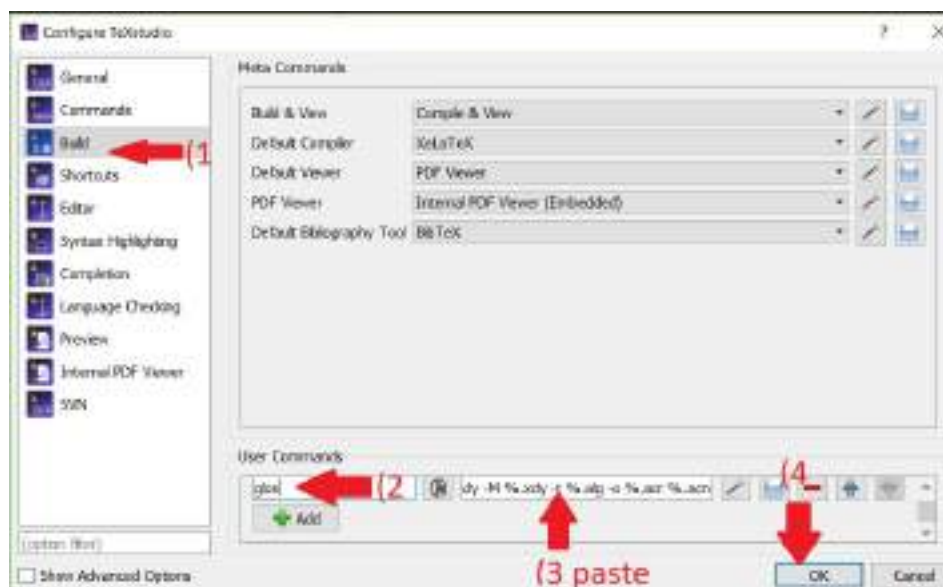 Configure TeXstudio ?
General
Commands
Build
Shortcuts
Editor
Syntax Highlighting
Completion
Language Checking
Preview
Internal PDF Viewer
SVN
(option filter)
Show Advanced Options
(1
Meta Commands
Build & View Compile & View
Default Compiler XeLaTeX
Default Viewer PDF Viewer
PDF Viewer Internal PDF Viewer (Embedded)
Default Bibliography Tool BibTeX
User Commands
(2
(4
Add
(3 paste
OK Cancel